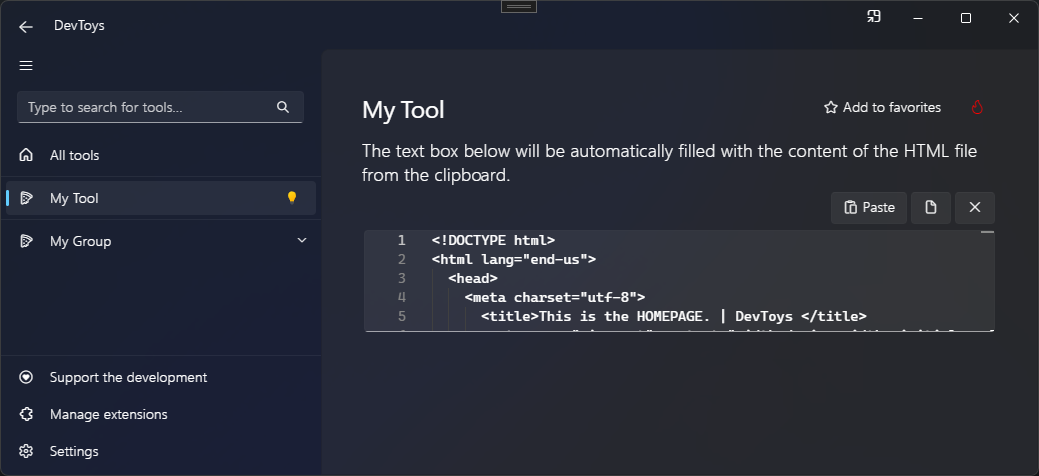 DevToys
Type to search for tools...
All tools
My Tool
My Group
Support the development
Manage extensions
Settings
My Tool
Add to favorites
The text box below will be automatically filled with the content of the HTML file
from the clipboard.
Paste
1 <!DOCTYPE html>
2 <html lang="end-us">
3 <head>
4 <meta charset="utf-8">
5 <title>This is the HOMEPAGE. | DevToys </title>